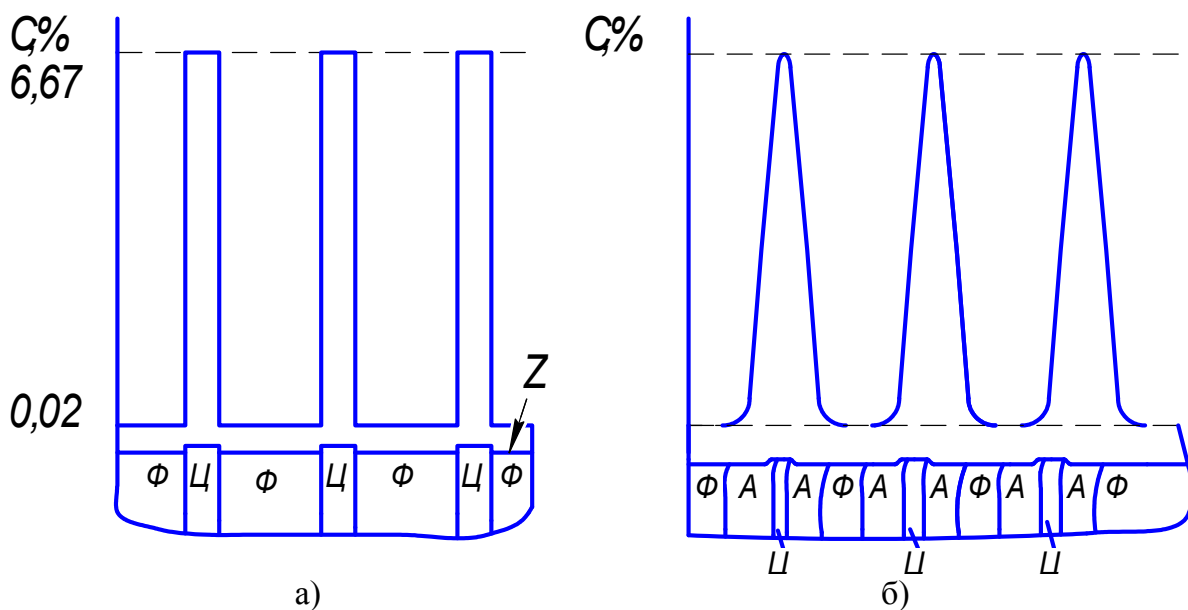 С,% С,%
6,67
0,02
Z
Ф Ц Ф Ц Ф Ц Ф
Ф А А Ф А А Ф А А Ф
Ц Ц Ц
а) б)